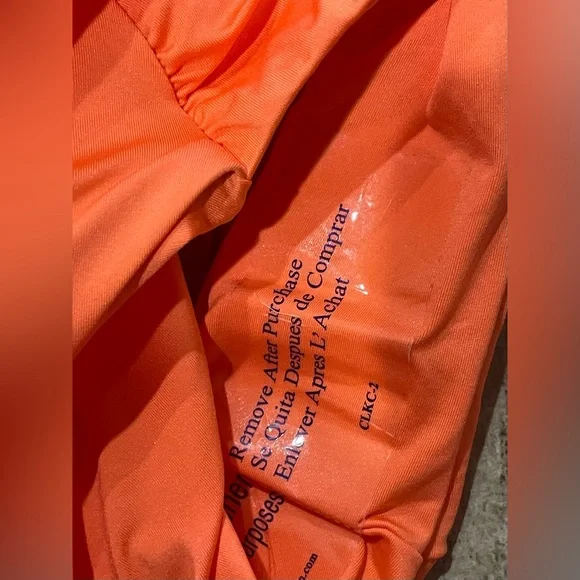 Remove After Purchase
Se Quita Despues de Comprar
Enlever Apres L' Achat
CLKC-1